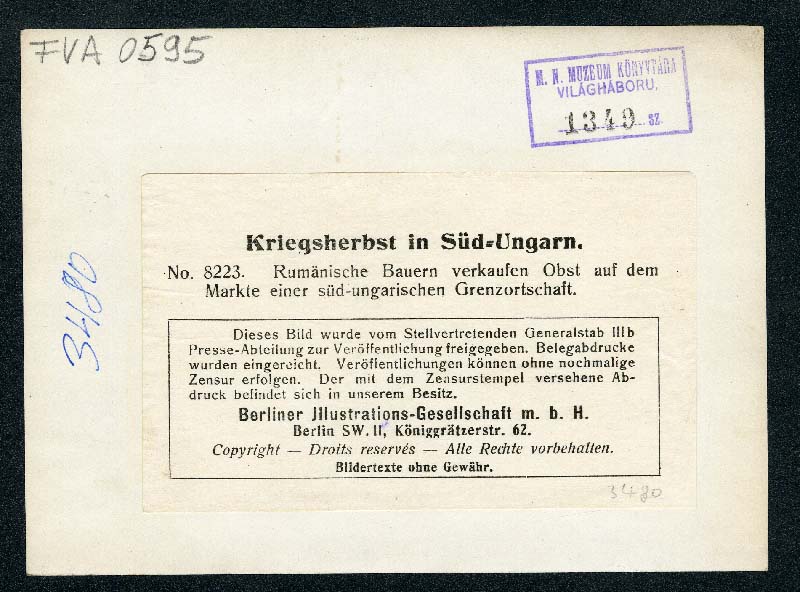 FVA 0595
M. N. MUZEUM KÖNYVTÁRA
VILÁGHÁBORU.
1349 SZ.
3480
Kriegsherbst in Süd-Ungarn.
No. 8223. Rumänische Bauern verkaufen Obst auf dem
Markte einer süd-ungarischen Grenzortschaft.
Dieses Bild wurde vom Stellvertretenden Generalstab IIIb
Presse-Abteilung zur Veröffentlichung freigegeben. Belegabdrucke
wurden eingereicht. Veröffentlichungen können ohne nochmalige
Zensur erfolgen. Der mit dem Zensurstempel versehene Ab-
druck befindet sich in unserem Besitz.
Berliner Jllustrations-Gesellschaft m. b. H.
Berlin SW. 11, Königgrätzerstr. 62.
Copyright — Droits reservés — Alle Rechte vorbehalten.
Bildertexte ohne Gewähr.
3480